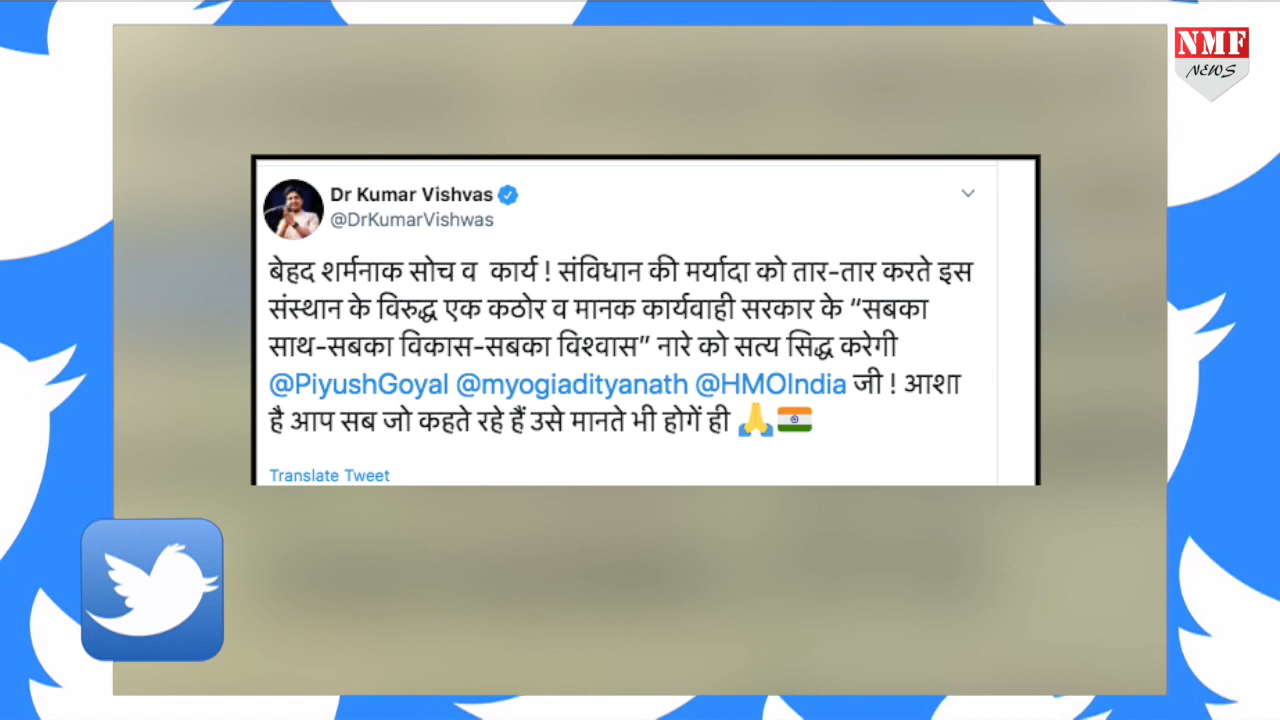 NMF
NEWS
Dr Kumar Vishvas
@DrKumarVishwas
बेहद शर्मनाक सोच व कार्य ! संविधान की मर्यादा को तार-तार करते इस
संस्थान के विरुद्ध एक कठोर व मानक कार्यवाही सरकार के “सबका
साथ-सबका विकास-सबका विश्वास” नारे को सत्य सिद्ध करेगी
@PiyushGoyal @myogiadityanath @HMOIndia जी ! आशा
है आप सब जो कहते रहे हैं उसे मानते भी होगें ही 🙏🇮🇳
Translate Tweet